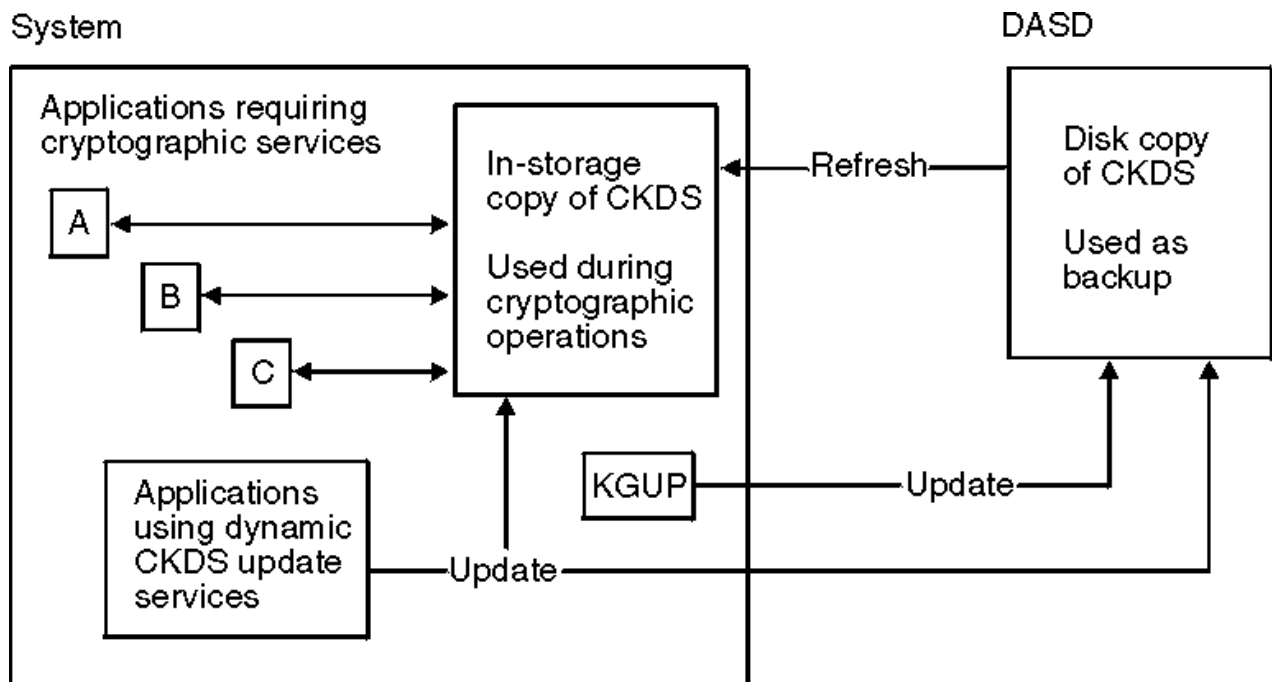 System
DASD
Applications requiring
cryptographic services
A
B
C
In-storage
copy of CKDS
Used during
cryptographic
operations
Refresh
Disk copy
of CKDS
Used as
backup
KGUP
Update
Applications
using dynamic
CKDS update
services
Update